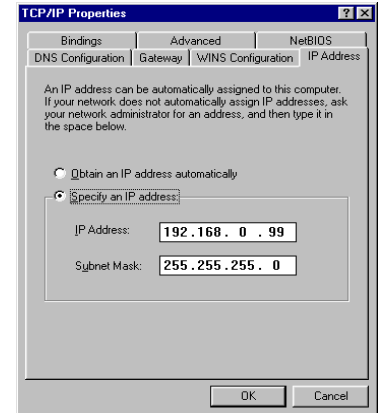 TCP/IP Properties
Bindings Advanced NetBIOS
DNS Configuration Gateway WINS Configuration IP Address
An IP address can be automatically assigned to this computer.
If your network does not automatically assign IP addresses, ask
your network administrator for an address, and then type it in
the space below.
Obtain an IP address automatically
Specify an IP address:
IP Address: 192.168. 0 .99
Subnet Mask: 255.255.255. 0
OK Cancel